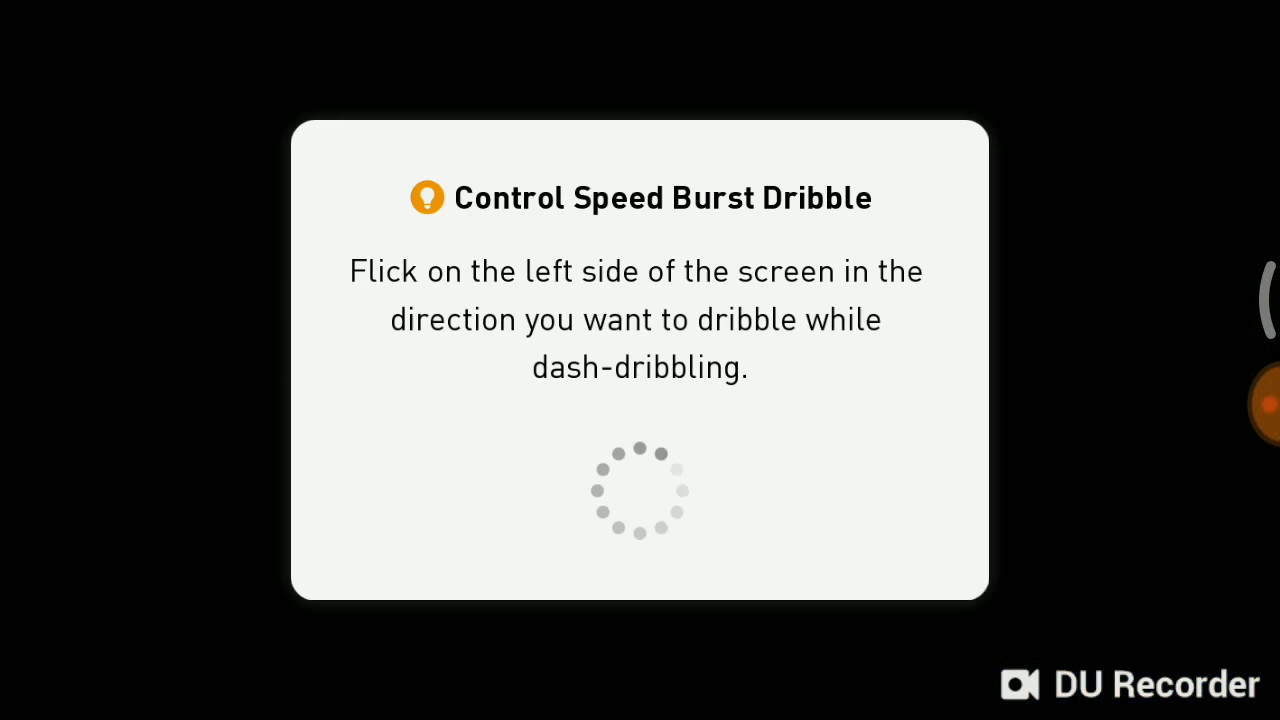 Control Speed Burst Dribble
Flick on the left side of the screen in the
direction you want to dribble while
dash-dribbling.
DU Recorder